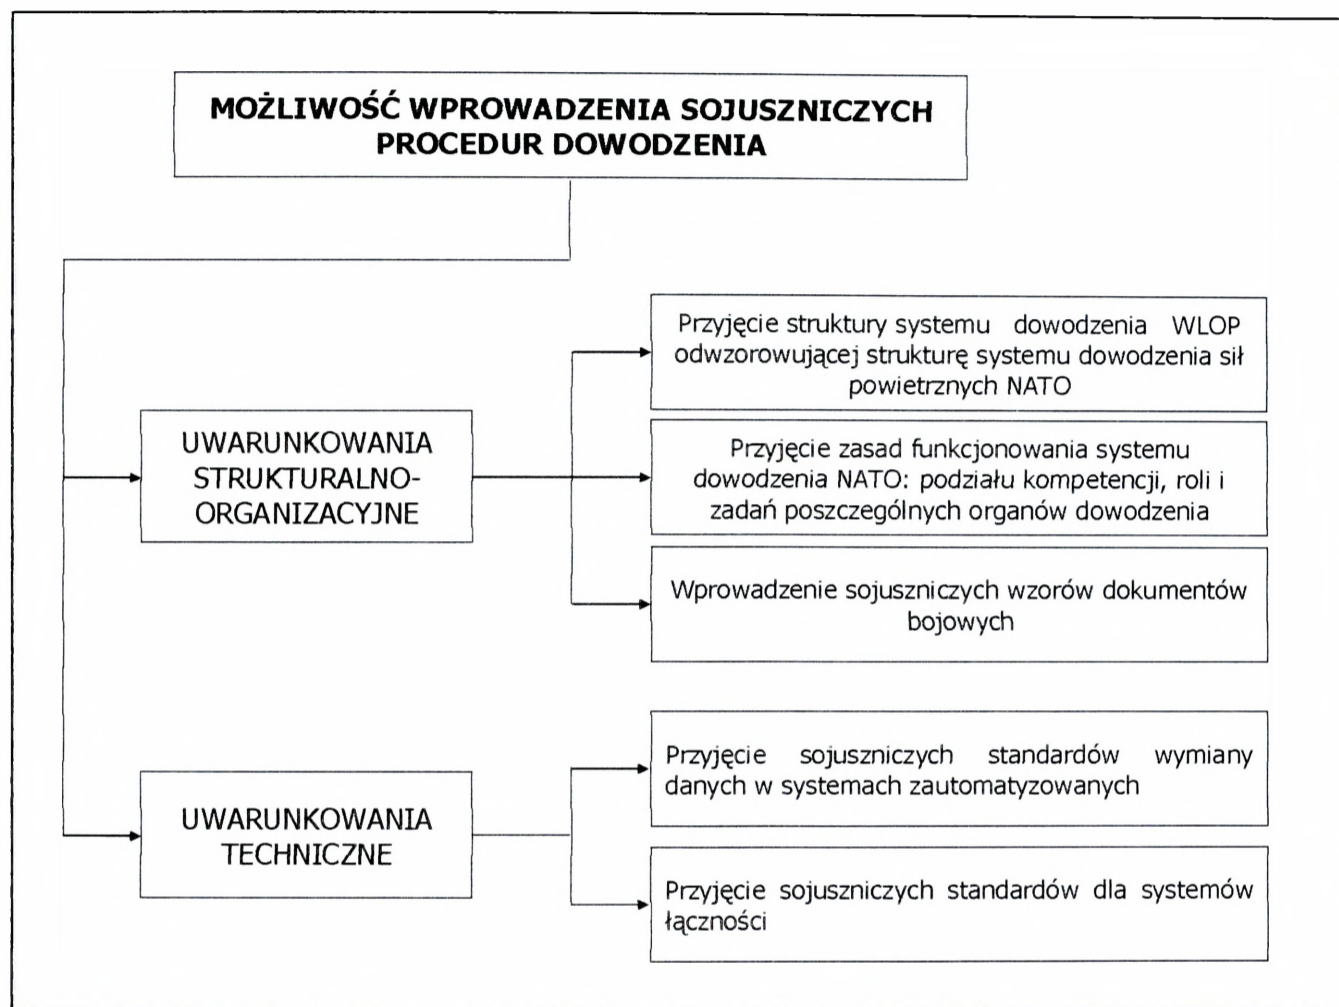 MOŻLIWOŚĆ WPROWADZENIA SOJUSZNICZYCH
PROCEDUR DOWODZENIA
Przyjęcie struktury systemu dowodzenia WLOP
odwzorowującej strukturę systemu dowodzenia sił
powietrznych NATO
UWARUNKOWANIA
STRUKTURALNO-
ORGANIZACYJNE
Przyjęcie zasad funkcjonowania systemu
dowodzenia NATO: podziału kompetencji, roli i
zadań poszczególnych organów dowodzenia
Wprowadzenie sojuszniczych wzorów dokumentów
bojowych
UWARUNKOWANIA
TECHNICZNE
Przyjęcie sojuszniczych standardów wymiany
danych w systemach zautomatyzowanych
Przyjęcie sojuszniczych standardów dla systemów
łączności